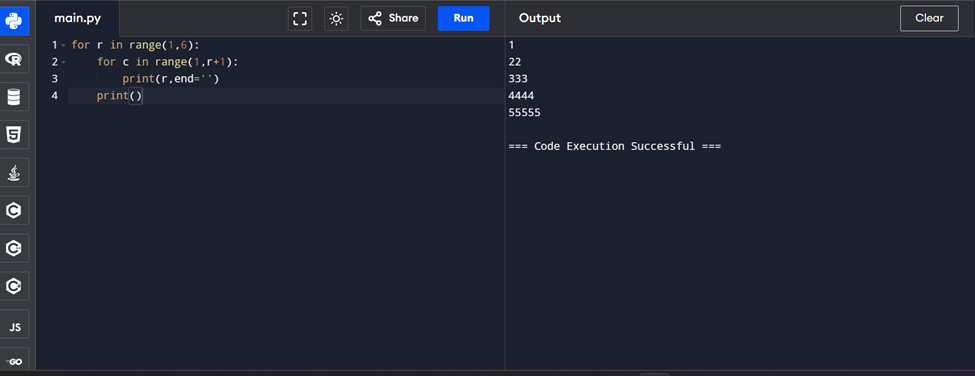 main.py
Share
Run
Output
Clear
1 for r in range(1,6):
2     for c in range(1,r+1):
3         print(r,end='')
4     print()
1
22
333
4444
55555
=== Code Execution Successful ===
R
5
JS
GO